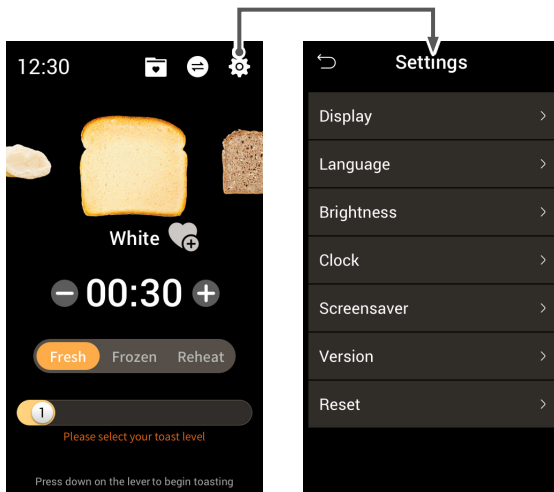 12:30
White
00:30
Fresh Frozen Reheat
1
Please select your toast level
Press down on the lever to begin toasting
Settings
Display
Language
Brightness
Clock
Screensaver
Version
Reset